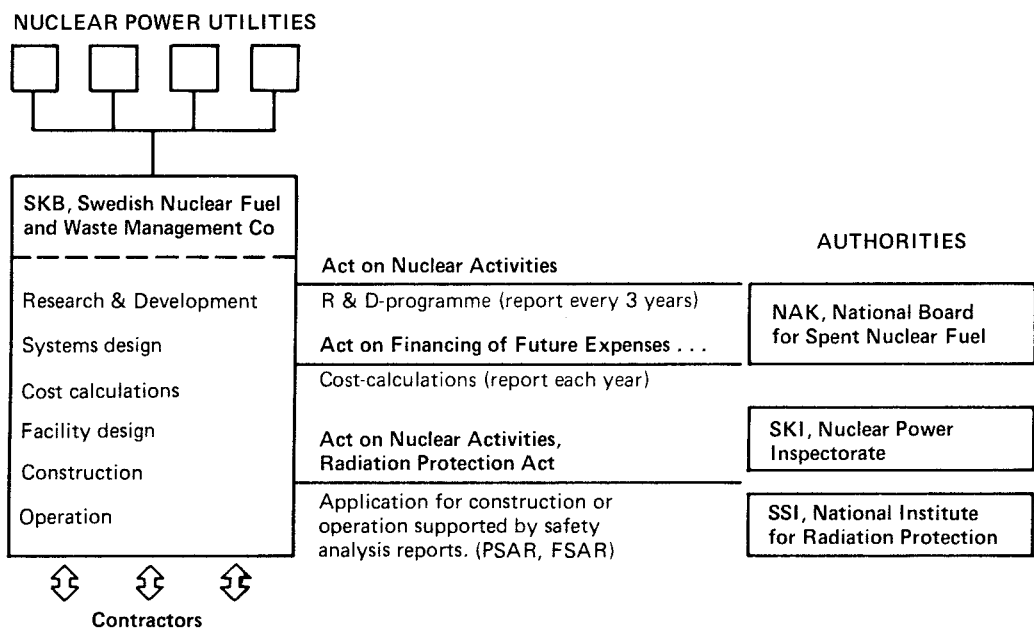 NUCLEAR POWER UTILITIES
SKB, Swedish Nuclear Fuel
and Waste Management Co
Research & Development
Systems design
Cost calculations
Facility design
Construction
Operation
Contractors
Act on Nuclear Activities
R & D-programme (report every 3 years)
Act on Financing of Future Expenses . . .
Cost-calculations (report each year)
Act on Nuclear Activities,
Radiation Protection Act
Application for construction or
operation supported by safety
analysis reports. (PSAR, FSAR)
AUTHORITIES
NAK, National Board
for Spent Nuclear Fuel
SKI, Nuclear Power
Inspectorate
SSI, National Institute
for Radiation Protection